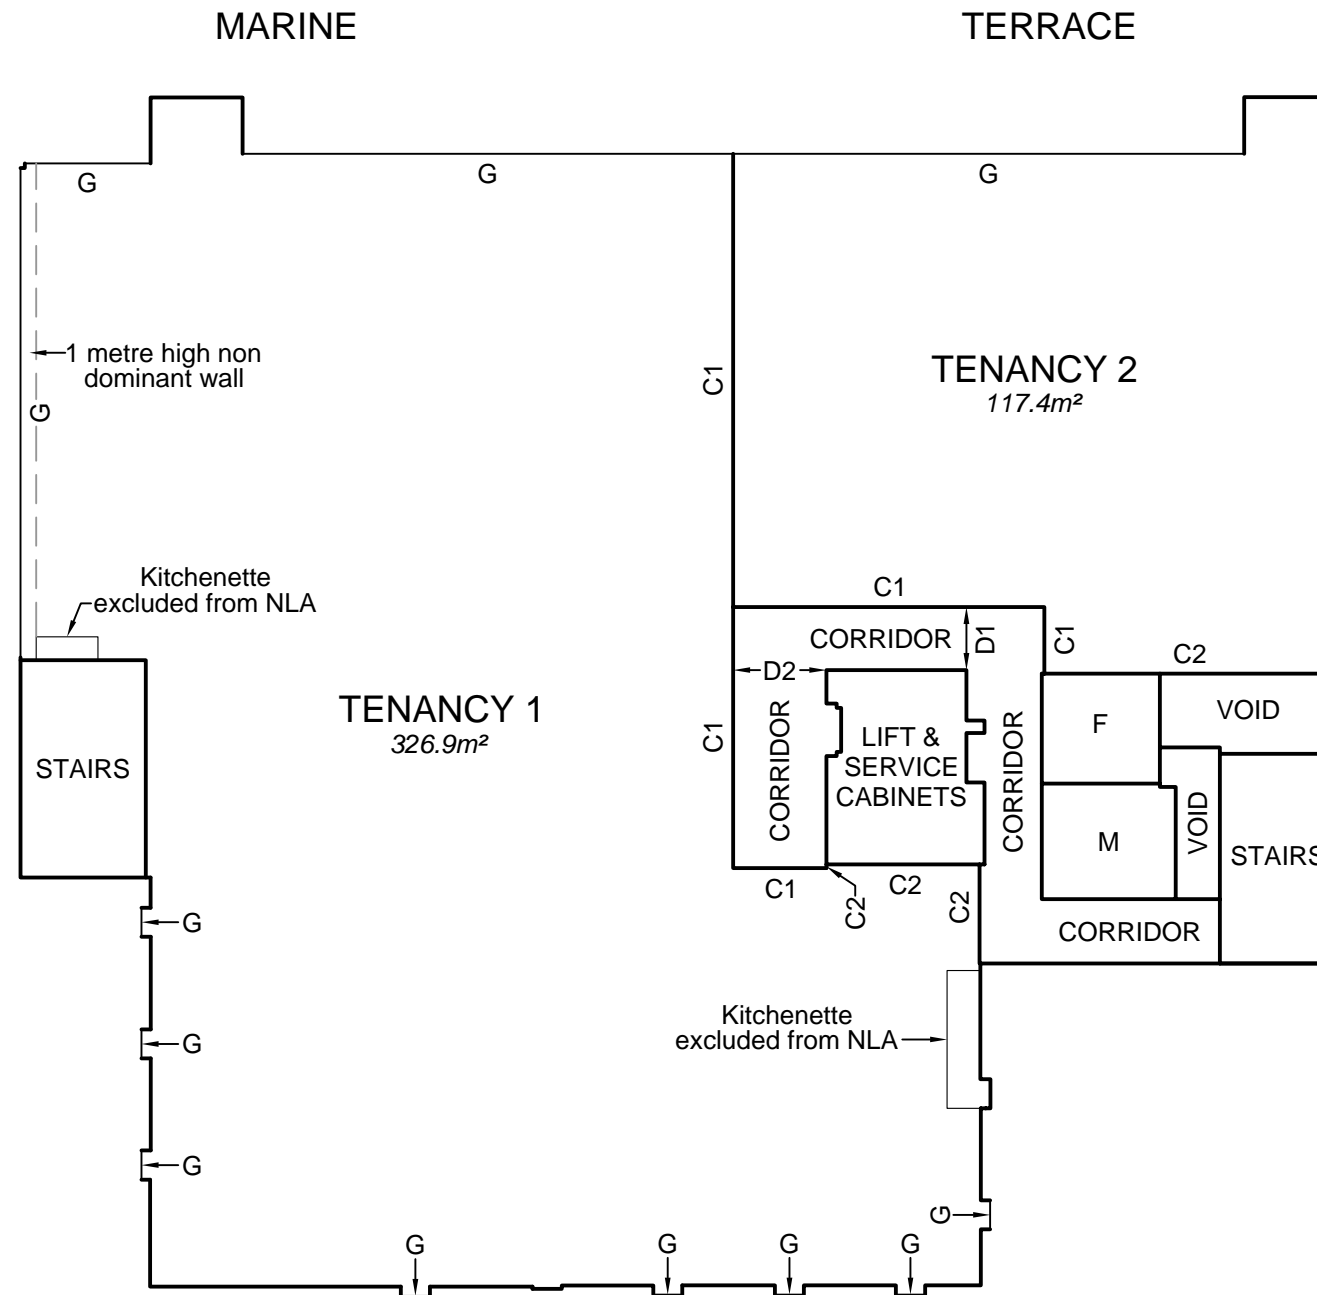 MARINE
TERRACE
G
G
G
1 metre high non
dominant wall
G
C1
TENANCY 2
117.4m²
Kitchenette
excluded from NLA
C1
CORRIDOR
D1
C1
C2
D2
TENANCY 1
326.9m²
C1
CORRIDOR
LIFT &
SERVICE
CABINETS
CORRIDOR
F
VOID
STAIRS
M
VOID
STAIRS
C1
C2
C2
C2
CORRIDOR
G
G
G
Kitchenette
excluded from NLA
G
G
G
G
G